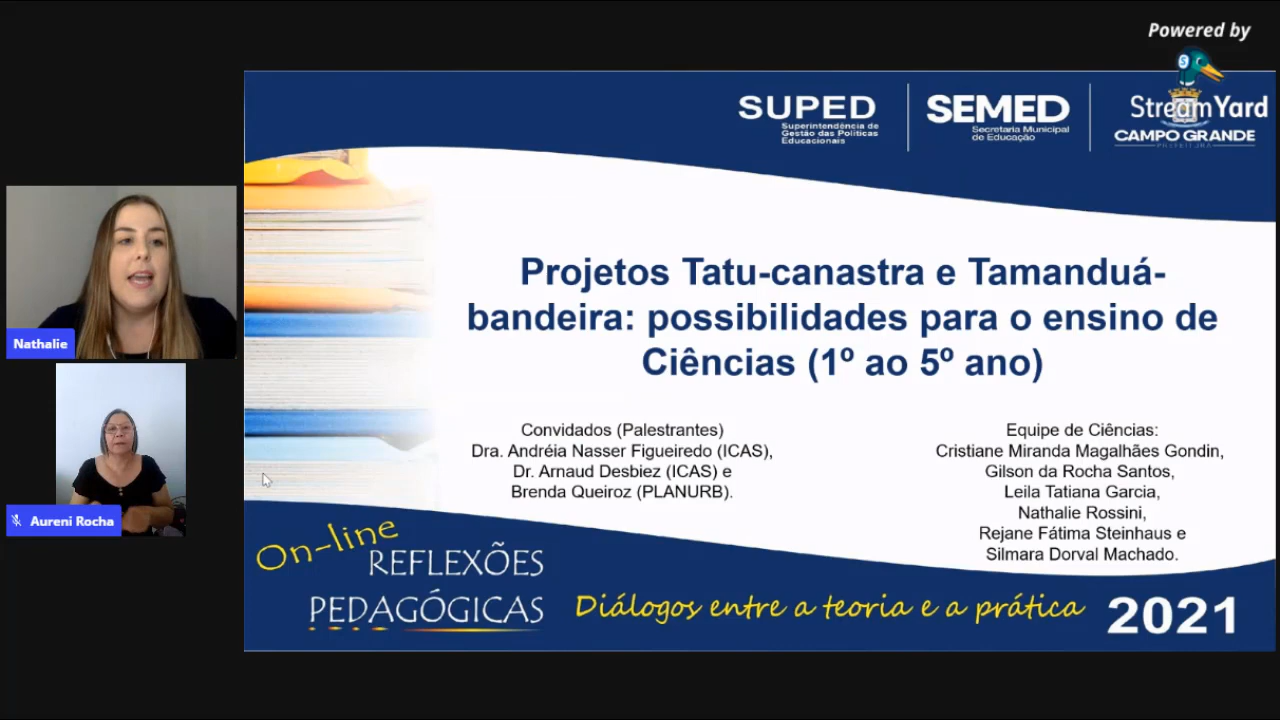 Powered by
StreamYard
SUPED
Superintendência de
Gestão das Políticas
Educacionais
SEMED
Secretaria Municipal
de Educação
CAMPO GRANDE
PREFEITURA
Projetos Tatu-canastra e Tamanduá-
bandeira: possibilidades para o ensino de
Ciências (1º ao 5º ano)
Nathalie
Aureni Rocha
Convidados (Palestrantes)
Dra. Andréia Nasser Figueiredo (ICAS),
Dr. Arnaud Desbiez (ICAS) e
Brenda Queiroz (PLANURB).
Equipe de Ciências:
Cristiane Miranda Magalhães Gondin,
Gilson da Rocha Santos,
Leila Tatiana Garcia,
Nathalie Rossini,
Rejane Fátima Steinhaus e
Silmara Dorval Machado.
On-line
REFLEXÕES
PEDAGÓGICAS
Diálogos entre a teoria e a prática
2021